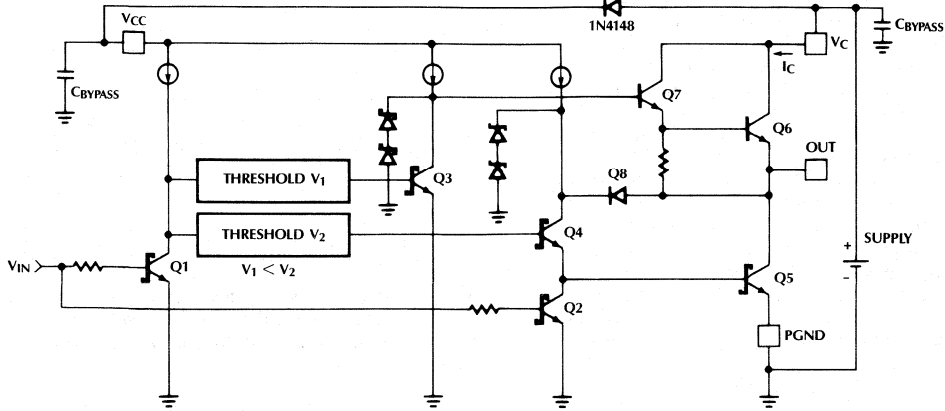 1N4148
VCC
VC
CBYPASS
CBYPASS
IC
Q7
Q6
OUT
THRESHOLD V1
Q3
Q8
THRESHOLD V2
Q4
V1 < V2
SUPPLY
+
−
VIN
Q1
Q5
Q2
PGND